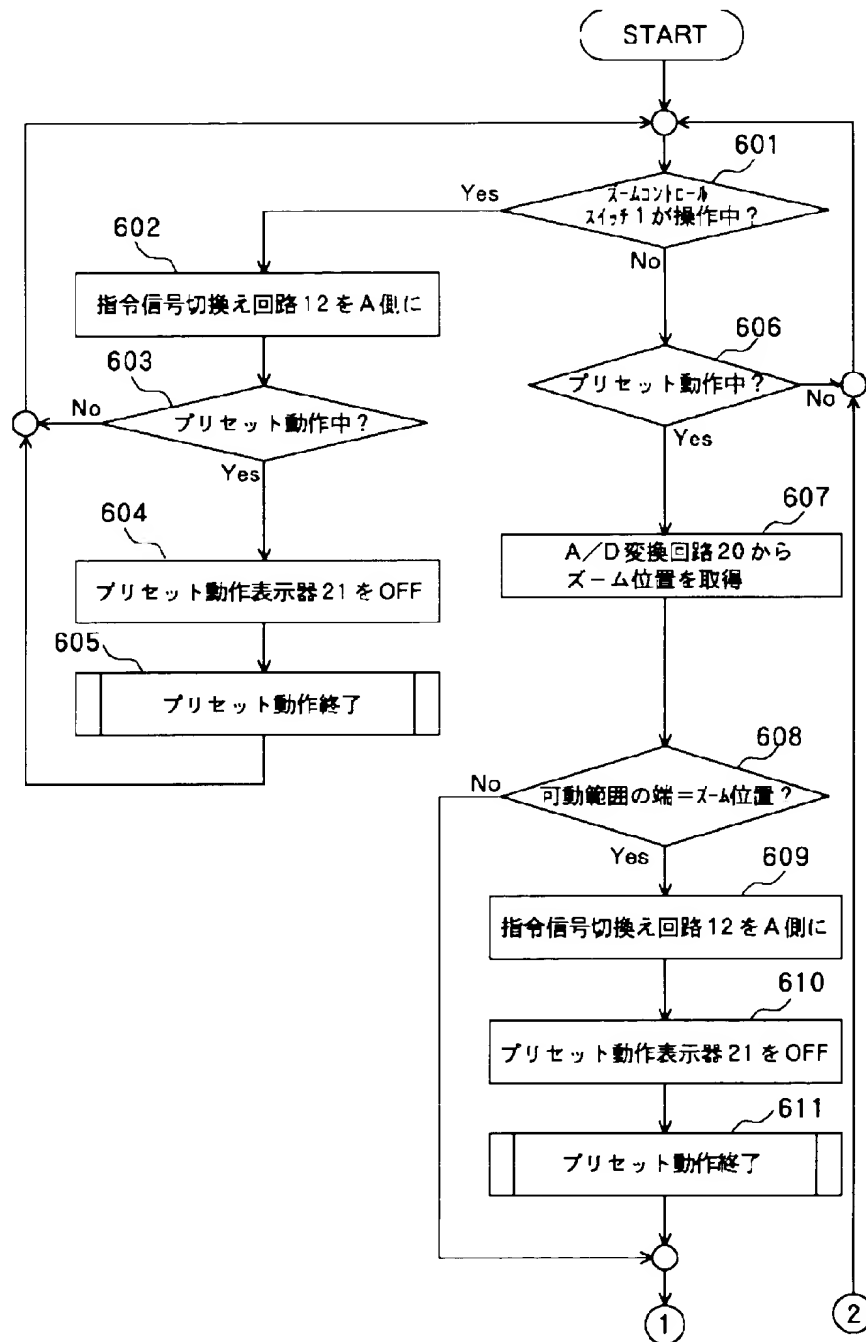 START
601
Yes
ズームコントロール
スイッチ1が操作中?
No
602
指令信号切換え回路12をA側に
603
No
プリセット動作中?
Yes
606
プリセット動作中?
No
Yes
604
プリセット動作表示器21をOFF
605
プリセット動作終了
607
A/D変換回路20から
ズーム位置を取得
608
No
可動範囲の端=ズーム位置?
Yes
609
指令信号切換え回路12をA側に
610
プリセット動作表示器21をOFF
611
プリセット動作終了
1
2